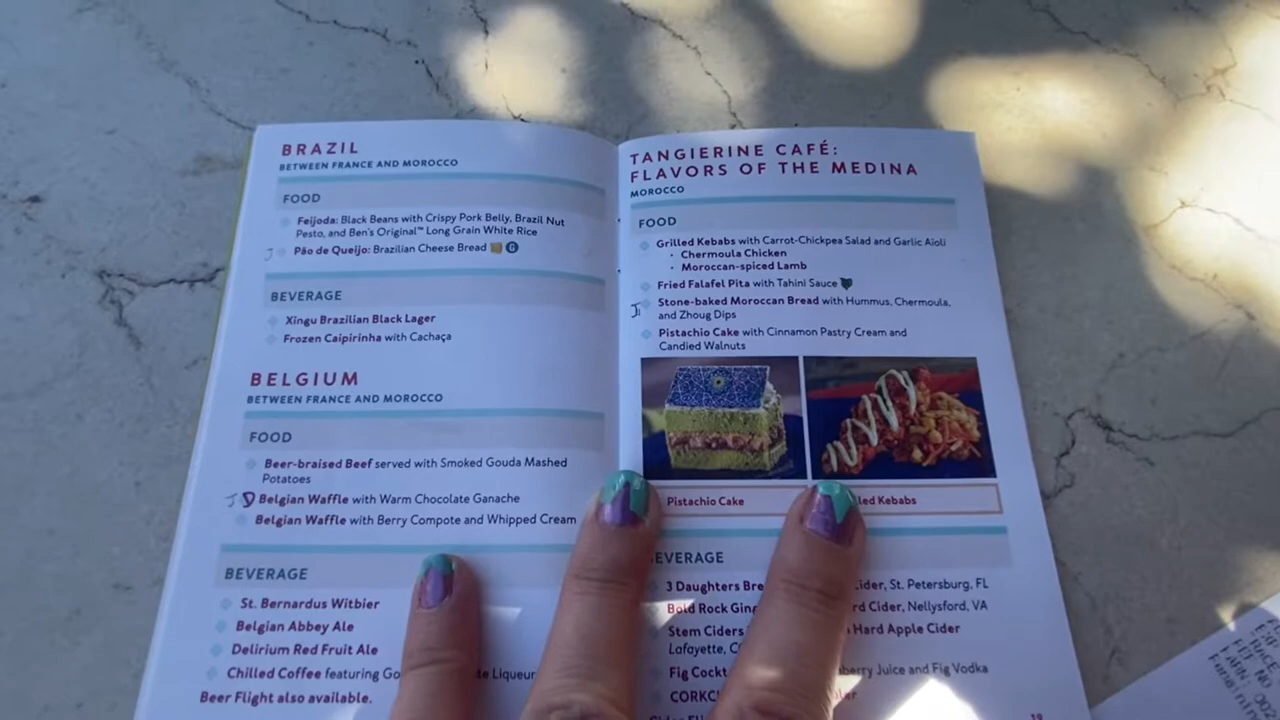 BRAZIL
BETWEEN FRANCE AND MOROCCO
FOOD
Feijoda: Black Beans with Crispy Pork Belly, Brazil Nut
Pesto, and Ben's Original™ Long Grain White Rice
J Pão de Queijo: Brazilian Cheese Bread G
BEVERAGE
Xingu Brazilian Black Lager
Frozen Caipirinha with Cachaça
BELGIUM
BETWEEN FRANCE AND MOROCCO
FOOD
Beer-braised Beef served with Smoked Gouda Mashed
Potatoes
J Belgian Waffle with Warm Chocolate Ganache
Belgian Waffle with Berry Compote and Whipped Cream
BEVERAGE
St. Bernardus Witbier
Belgian Abbey Ale
Delirium Red Fruit Ale
Chilled Coffee featuring
Beer Flight also available.
TANGIERINE CAFÉ:
FLAVORS OF THE MEDINA
MOROCCO
FOOD
Grilled Kebabs with Carrot-Chickpea Salad and Garlic Aioli
• Chermoula Chicken
• Moroccan-spiced Lamb
Fried Falafel Pita with Tahini Sauce
Stone-baked Moroccan Bread with Hummus, Chermoula,
and Zhoug Dips
Pistachio Cake with Cinnamon Pastry Cream and
Candied Walnuts
Pistachio Cake
Kebabs
BEVERAGE
3 Daughters St. Petersburg, FL
Bold Rock Cider, Nellysford, VA
Stem Ciders Hard Apple Cider
Lafayette,
Fig Juice and Fig Vodka
19